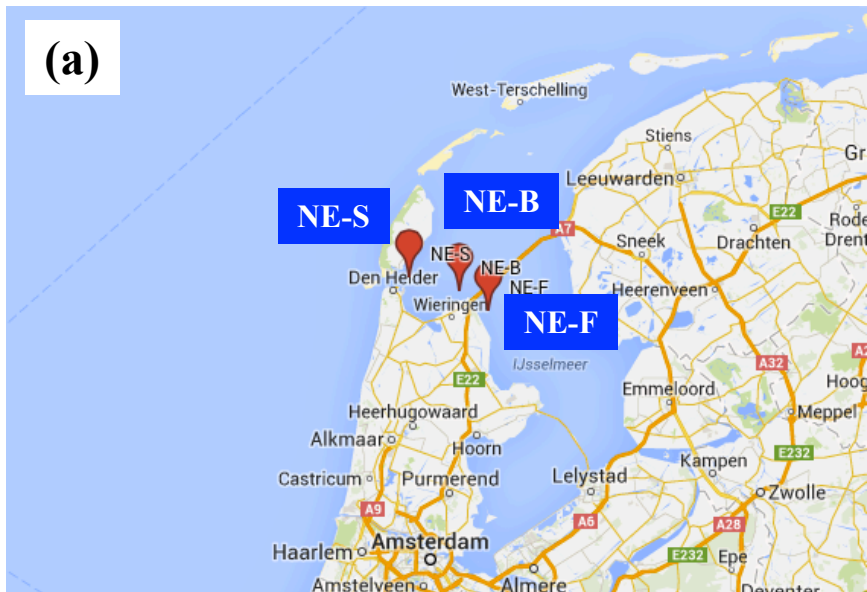 (a)
West-Terschelling
Stiens
Gr
Leeuwarden
E22
Rode
Drent
NE-S
NE-B
A7
Sneek
Drachten
NE-S
NE-B
NE-F
Den Helder
Heerenveen
Wieringen
NE-F
IJsselmeer
A32
A2
Hoog
E22
Emmeloord
Meppel
Heerhugowaard
Alkmaar
Hoorn
E232
Kampen
Castricum
Purmerend
Lelystad
Zwolle
A9
A6
A28
Haarlem
Amsterdam
E232
Epe
Amstelveen
Almere
Deventer